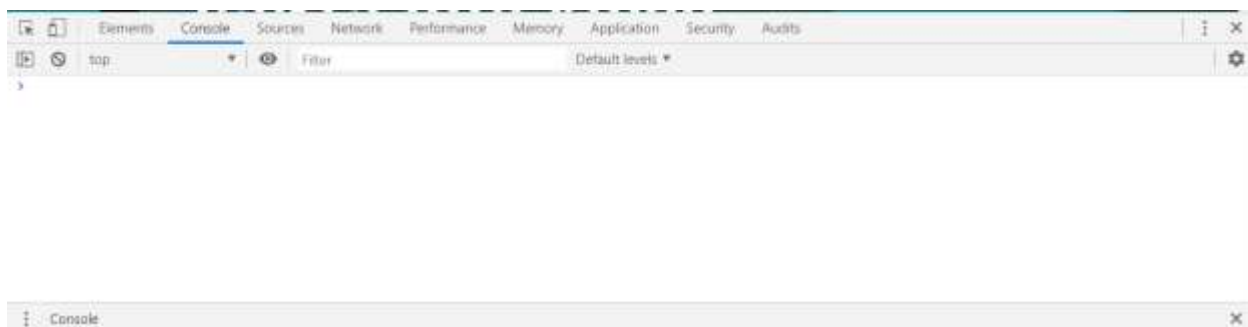 Elements Console Sources Network Performance Memory Application Security Audits
top Filter Default levels
Console